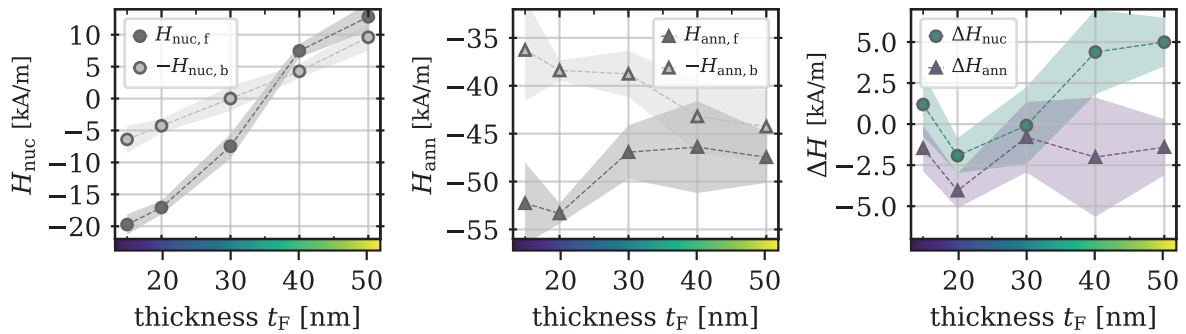 H_nuc [kA/m]
10
5
0
−5
−10
−15
−20
H_nuc, f
−H_nuc, b
20 30 40 50
thickness t_F [nm]
H_ann [kA/m]
−35
−40
−45
−50
−55
H_ann, f
−H_ann, b
20 30 40 50
thickness t_F [nm]
ΔH [kA/m]
5.0
2.5
0.0
−2.5
−5.0
ΔH_nuc
ΔH_ann
20 30 40 50
thickness t_F [nm]